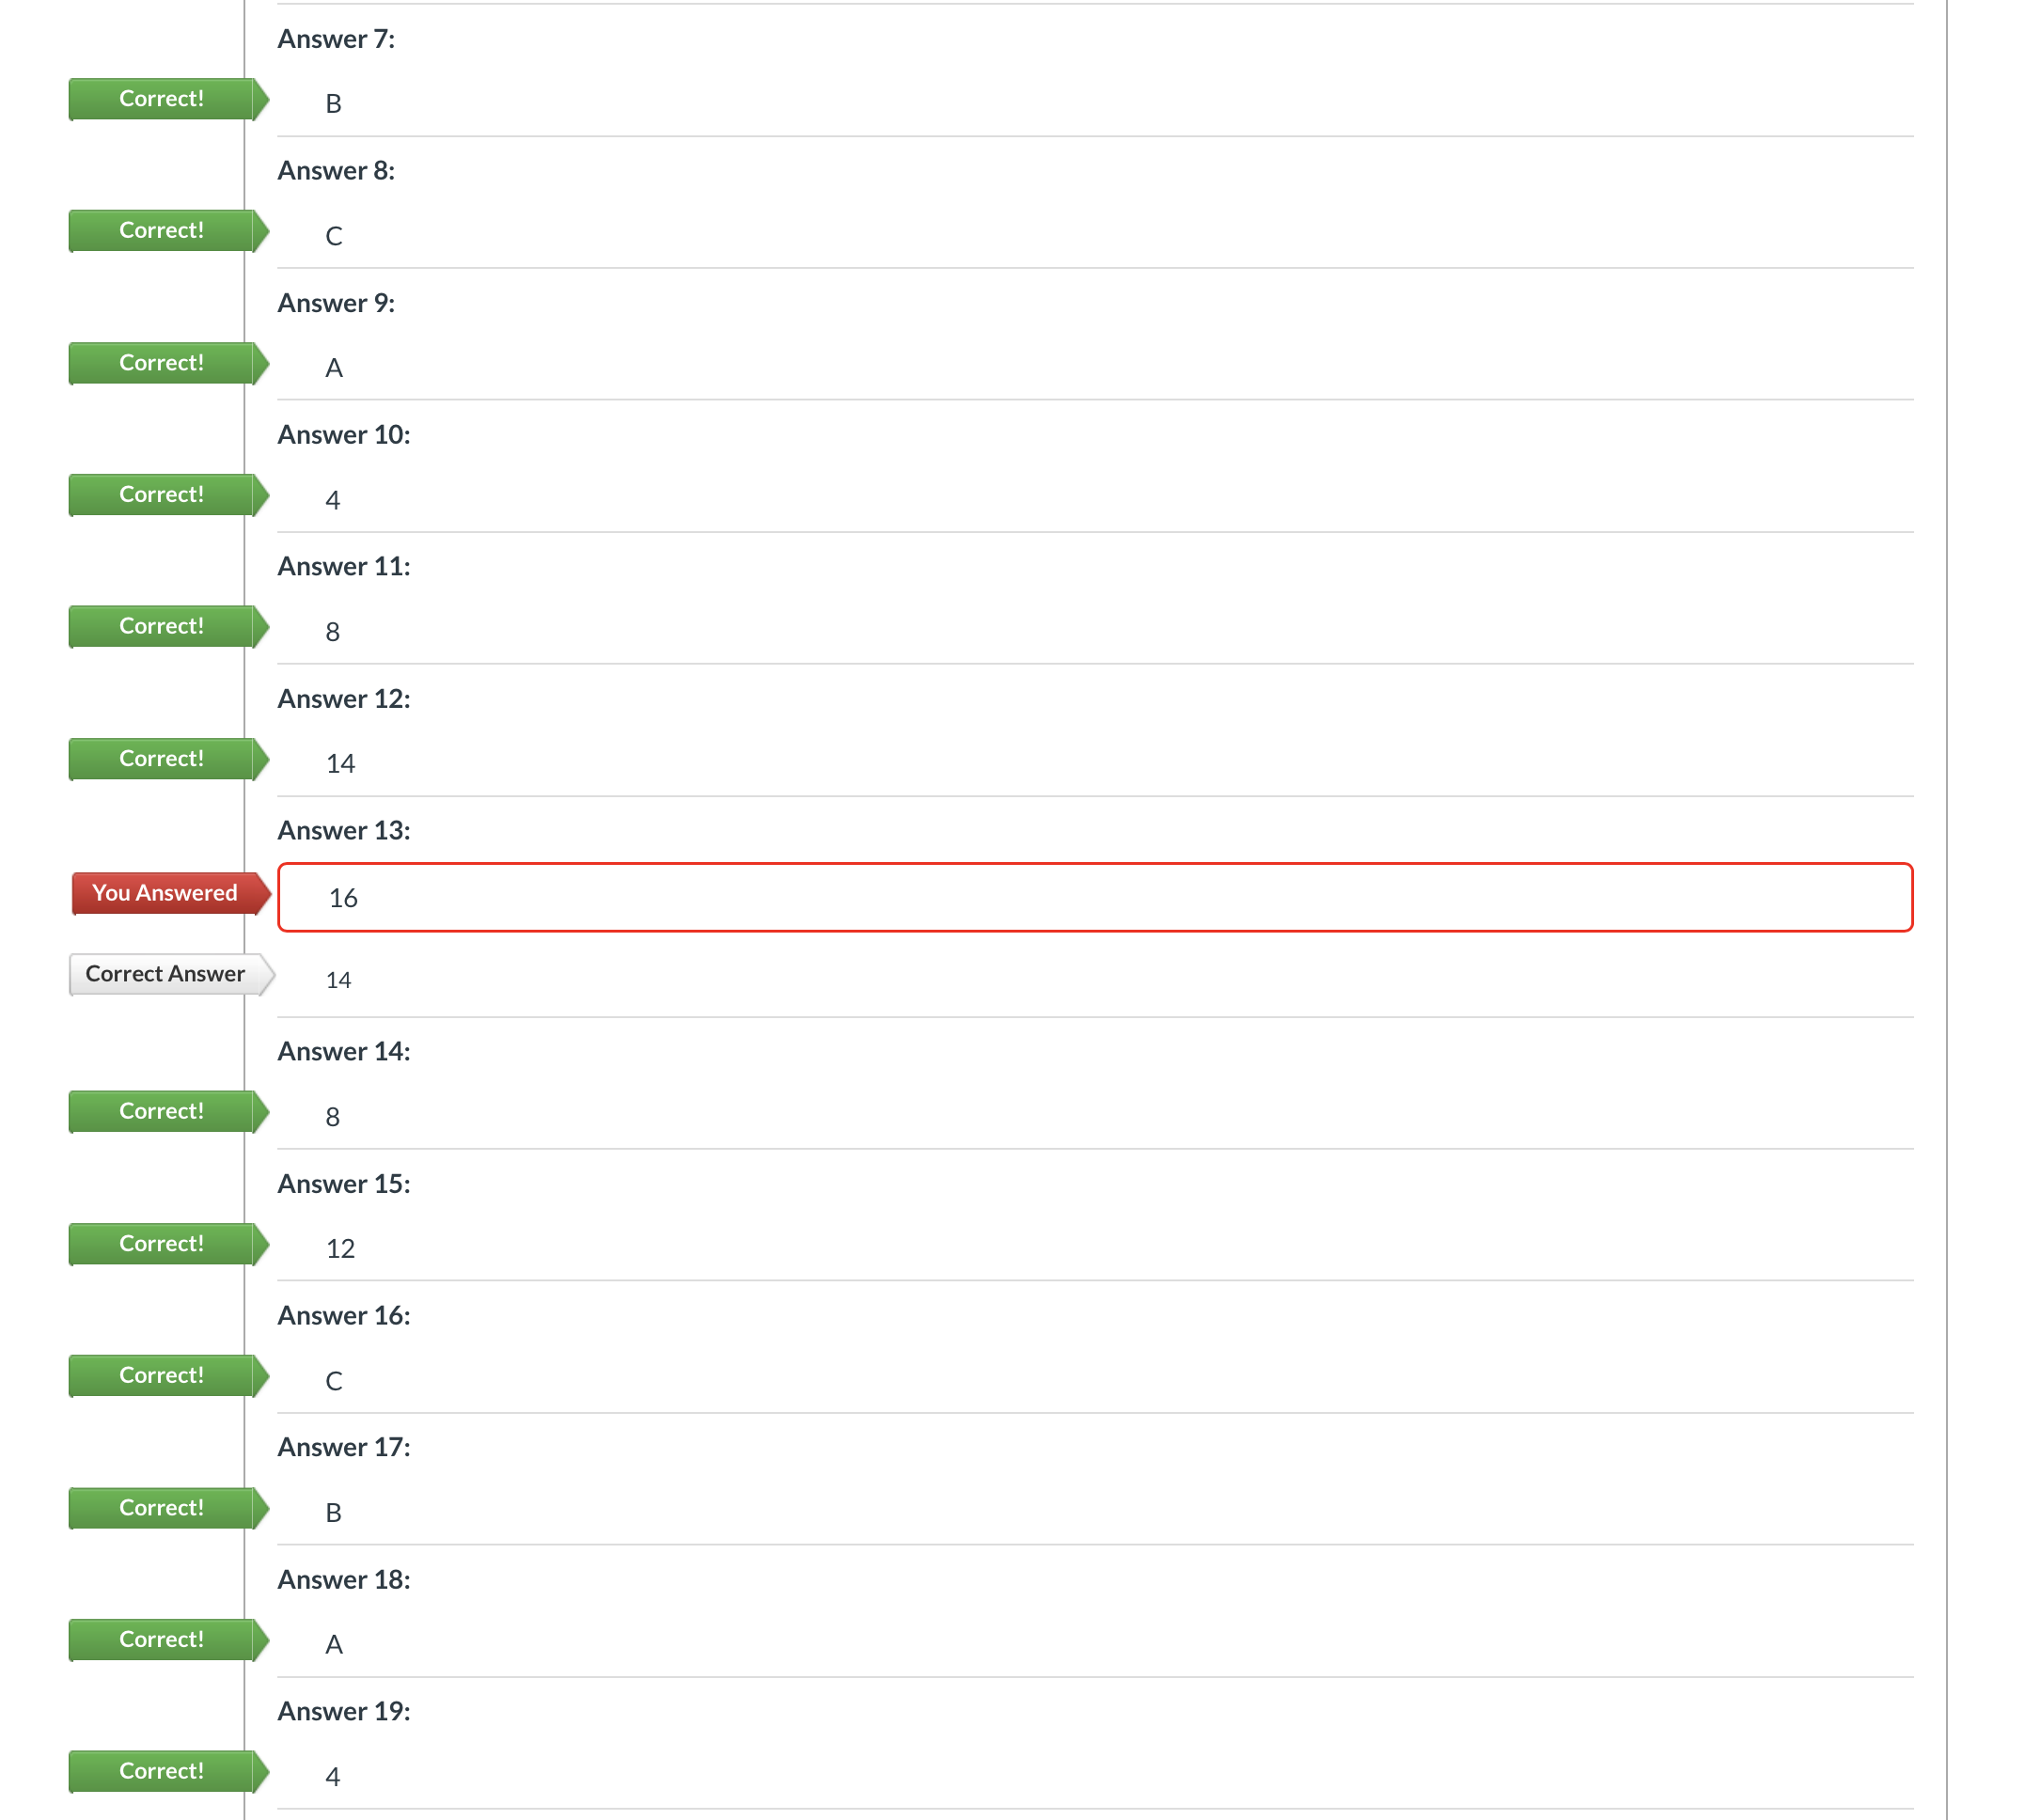 Answer 7:
Correct!
B
Answer 8:
Correct!
C
Answer 9:
Correct!
A
Answer 10:
Correct!
4
Answer 11:
Correct!
8
Answer 12:
Correct!
14
Answer 13:
You Answered
16
Correct Answer
14
Answer 14:
Correct!
8
Answer 15:
Correct!
12
Answer 16:
Correct!
C
Answer 17:
Correct!
B
Answer 18:
Correct!
A
Answer 19:
Correct!
4